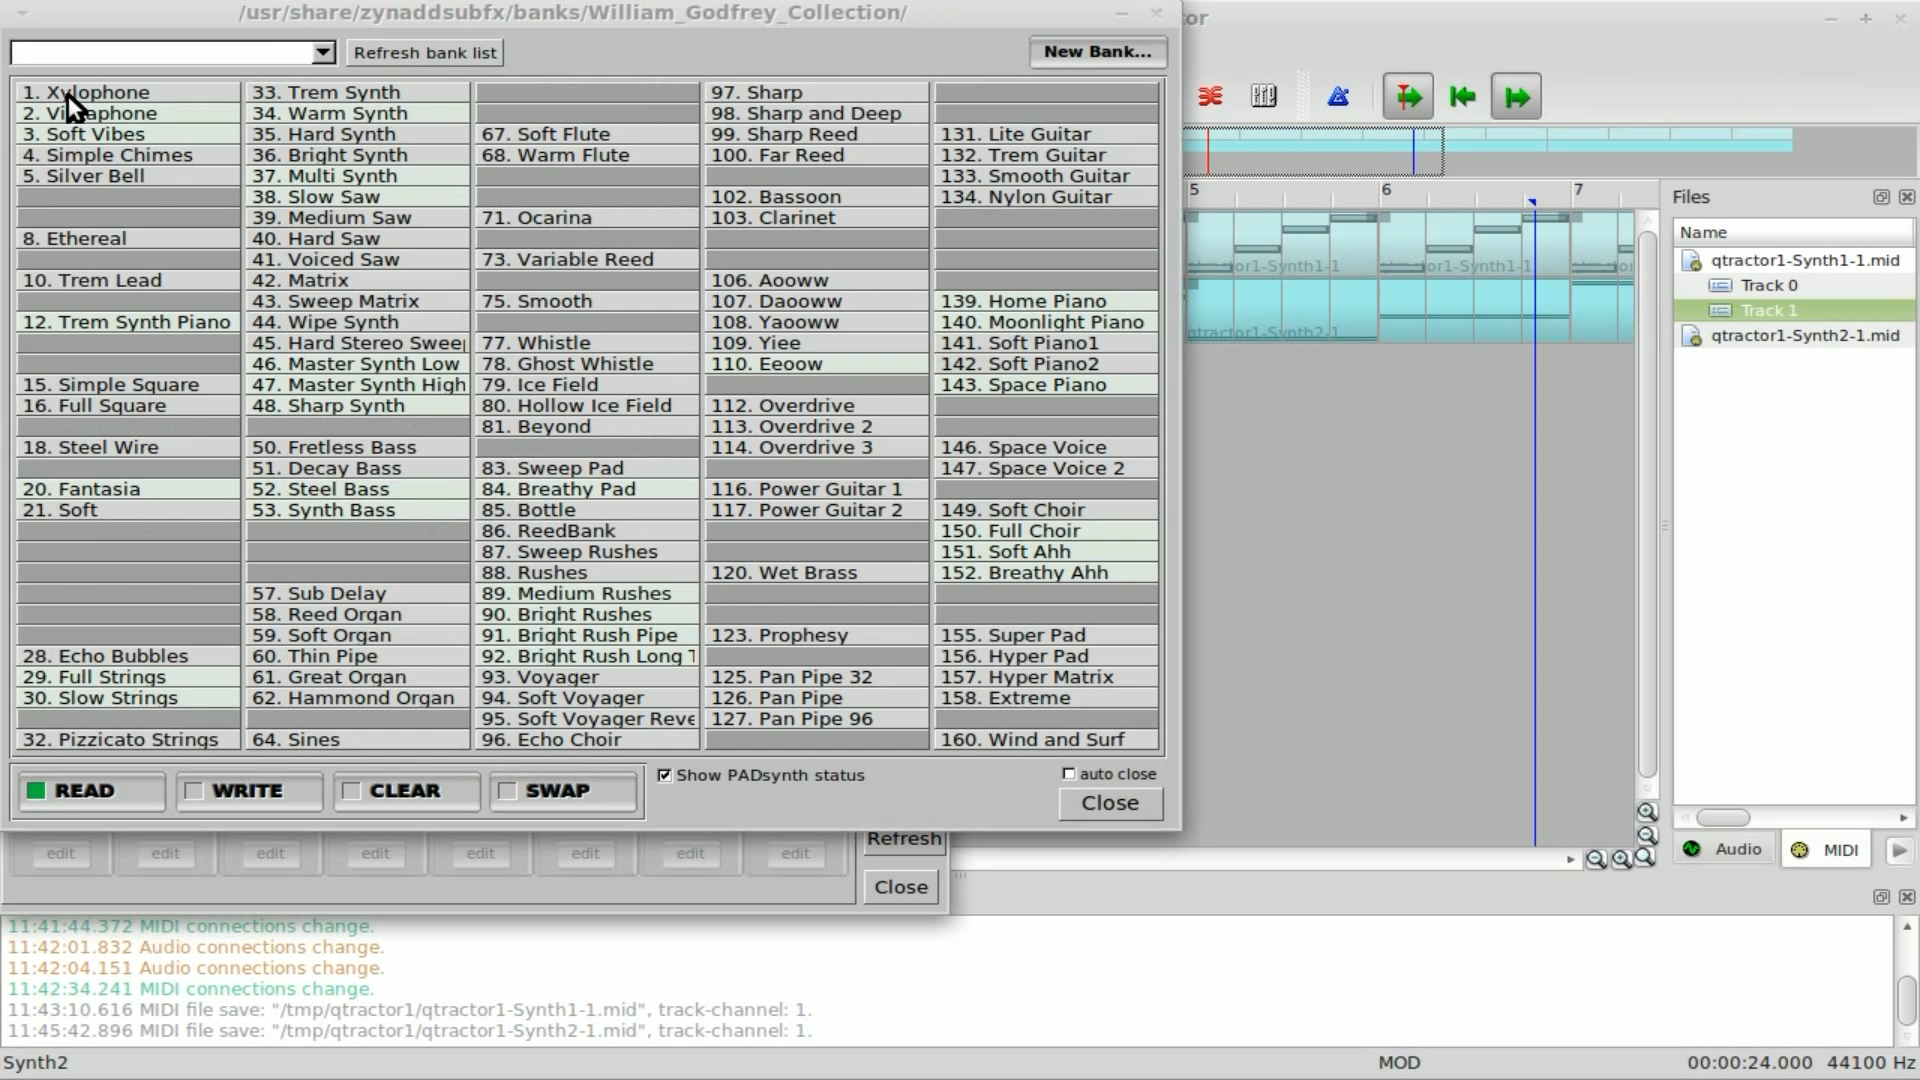 /usr/share/zynaddsubfx/banks/William_Godfrey_Collection/
Refresh bank list
New Bank...
1. Xylophone
2. 
3. Soft Vibes
4. Simple Chimes
5. Silver Bell
8. Ethereal
10. Trem Lead
12. Trem Synth Piano
15. Simple Square
16. Full Square
18. Steel Wire
20. Fantasia
21. Soft
28. Echo Bubbles
29. Full Strings
30. Slow Strings
32. Pizzicato Strings
33. Trem Synth
34. Warm Synth
35. Hard Synth
36. Bright Synth
37. Multi Synth
38. Slow Saw
39. Medium Saw
40. Hard Saw
41. Voiced Saw
42. Matrix
43. Sweep Matrix
44. Wipe Synth
45. Hard Stereo Sweep
46. Master Synth Low
47. Master Synth High
48. Sharp Synth
50. Fretless Bass
51. Decay Bass
52. Steel Bass
53. Synth Bass
57. Sub Delay
58. Reed Organ
59. Soft Organ
60. Thin Pipe
61. Great Organ
62. Hammond Organ
64. Sines
67. Soft Flute
68. Warm Flute
71. Ocarina
73. Variable Reed
75. Smooth
77. Whistle
78. Ghost Whistle
79. Ice Field
80. Hollow Ice Field
81. Beyond
83. Sweep Pad
84. Breathy Pad
85. Bottle
86. ReedBank
87. Sweep Rushes
88. Rushes
89. Medium Rushes
90. Bright Rushes
91. Bright Rush Pipe
92. Bright Rush Long T
93. Voyager
94. Soft Voyager
95. Soft Voyager Reve
96. Echo Choir
97. Sharp
98. Sharp and Deep
99. Sharp Reed
100. Far Reed
102. Bassoon
103. Clarinet
106. Aooww
107. Daooww
108. Yaooww
109. Yiee
110. Eeoow
112. Overdrive
113. Overdrive 2
114. Overdrive 3
116. Power Guitar 1
117. Power Guitar 2
120. Wet Brass
123. Prophesy
125. Pan Pipe 32
126. Pan Pipe
127. Pan Pipe 96
131. Lite Guitar
132. Trem Guitar
133. Smooth Guitar
134. Nylon Guitar
139. Home Piano
140. Moonlight Piano
141. Soft Piano1
142. Soft Piano2
143. Space Piano
146. Space Voice
147. Space Voice 2
149. Soft Choir
150. Full Choir
151. Soft Ahh
152. Breathy Ahh
155. Super Pad
156. Hyper Pad
157. Hyper Matrix
158. Extreme
160. Wind and Surf
READ
WRITE
CLEAR
SWAP
Show PADsynth status
auto close
Close
edit
edit
edit
edit
edit
edit
edit
edit
Refresh
Close
tor
5
6
7
ctor1-Synth1-1
ctor1-Synth1-1
ctor
qtractor1-Synth2-1
Files
Name
qtractor1-Synth1-1.mid
Track 0
Track 1
qtractor1-Synth2-1.mid
Audio
MIDI
11:41:44.372 MIDI connections change.
11:42:01.832 Audio connections change.
11:42:04.151 Audio connections change.
11:42:34.241 MIDI connections change.
11:43:10.616 MIDI file save: "/tmp/qtractor1/qtractor1-Synth1-1.mid", track-channel: 1.
11:45:42.896 MIDI file save: "/tmp/qtractor1/qtractor1-Synth2-1.mid", track-channel: 1.
Synth2
MOD
00:00:24.000
44100 Hz